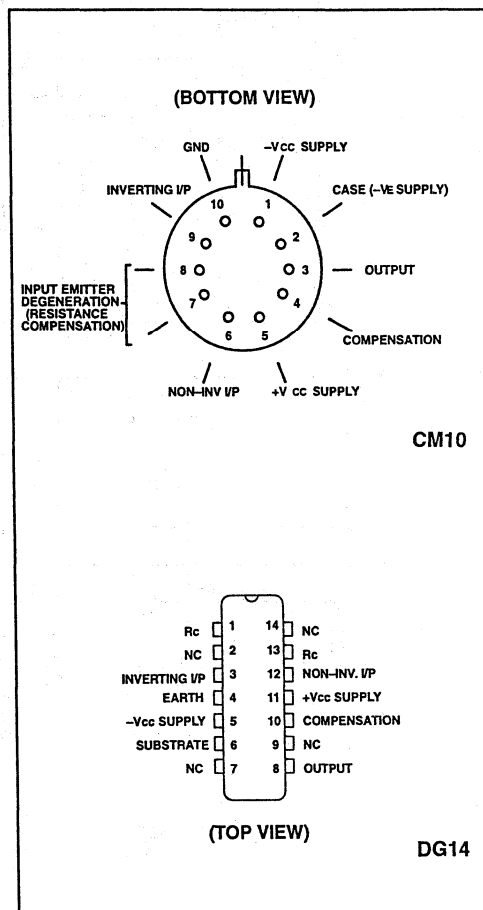 (BOTTOM VIEW)
GND
–Vcc SUPPLY
INVERTING I/P
CASE (–VE SUPPLY)
10
1
9
2
8
3
OUTPUT
INPUT EMITTER
DEGENERATION
(RESISTANCE
COMPENSATION)
7
4
6
5
COMPENSATION
NON–INV I/P
+V cc SUPPLY
CM10
Rc 1 14 NC
NC 2 13 Rc
INVERTING I/P 3 12 NON–INV. I/P
EARTH 4 11 +Vcc SUPPLY
–Vcc SUPPLY 5 10 COMPENSATION
SUBSTRATE 6 9 NC
NC 7 8 OUTPUT
(TOP VIEW)
DG14